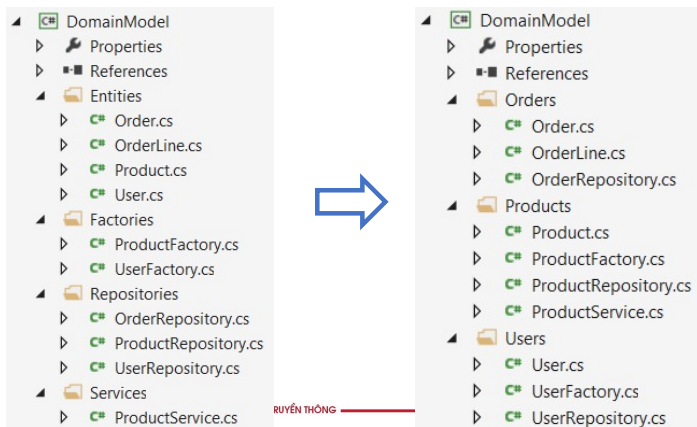 C# DomainModel
Properties
References
Entities
C# Order.cs
C# OrderLine.cs
C# Product.cs
C# User.cs
Factories
C# ProductFactory.cs
C# UserFactory.cs
Repositories
C# OrderRepository.cs
C# ProductRepository.cs
C# UserRepository.cs
Services
C# ProductService.cs
RUYỀN THÔNG
C# DomainModel
Properties
References
Orders
C# Order.cs
C# OrderLine.cs
C# OrderRepository.cs
Products
C# Product.cs
C# ProductFactory.cs
C# ProductRepository.cs
C# ProductService.cs
Users
C# User.cs
C# UserFactory.cs
C# UserRepository.cs